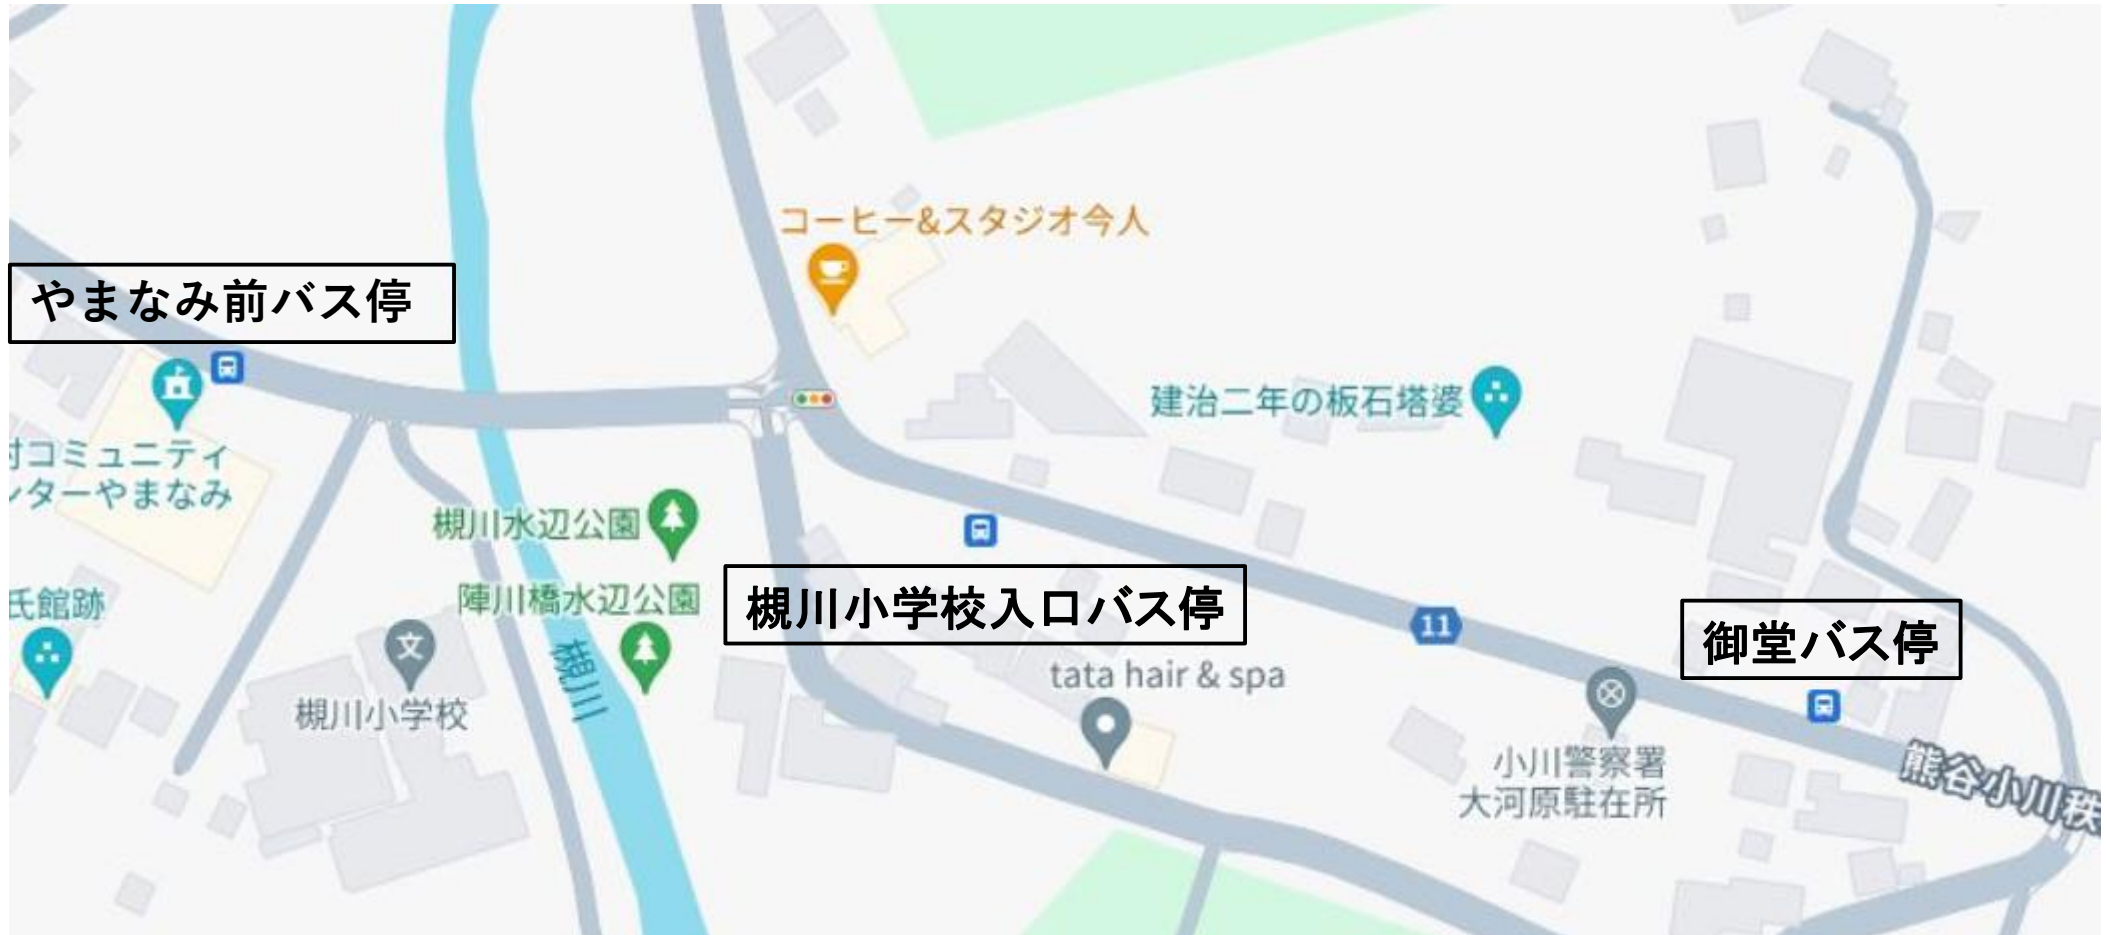 コーヒー&スタジオ今人
やまなみ前バス停
建治二年の板石塔婆
村コミュニティ
ンターやまなみ
槻川水辺公園
氏館跡
陣川橋水辺公園
槻川小学校入口バス停
11
御堂バス停
文
槻川
槻川小学校
tata hair & spa
小川警察署
大河原駐在所
熊谷小川秩